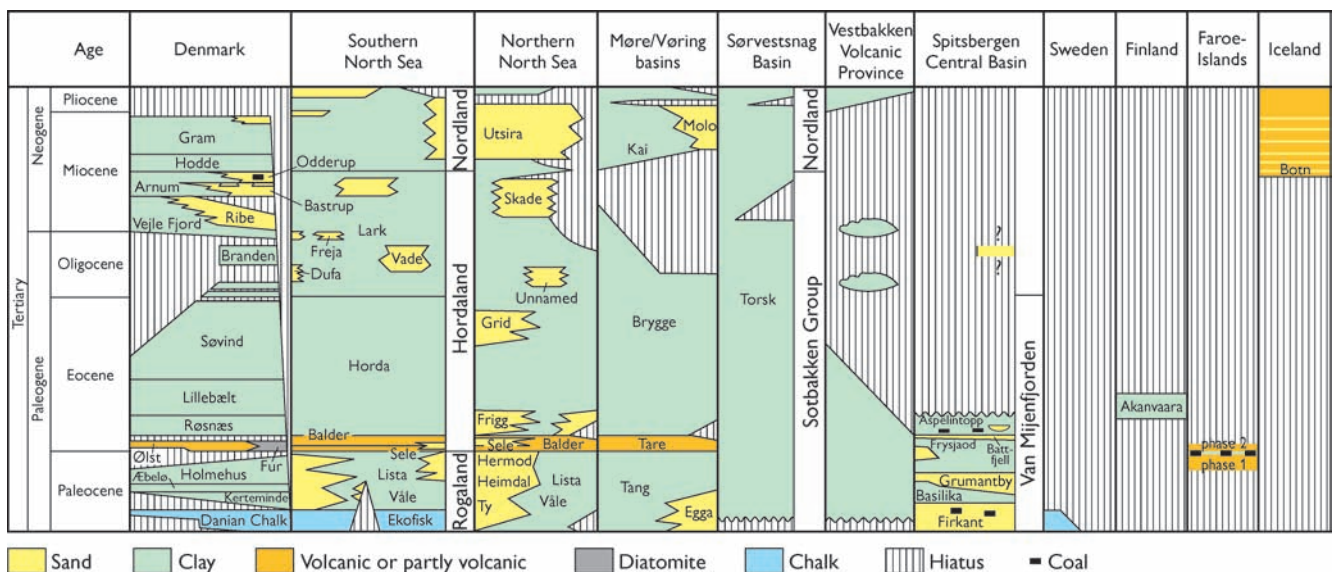 Age
Denmark
Southern
North Sea
Northern
North Sea
Møre/Vøring
basins
Sørvestsnag
Basin
Vestbakken
Volcanic
Province
Spitsbergen
Central Basin
Sweden
Finland
Faroe-
Islands
Iceland
Tertiary
Neogene
Paleogene
Pliocene
Miocene
Oligocene
Eocene
Paleocene
Gram
Hodde
Odderup
Arnum
Bastrup
Ribe
Vejle Fjord
Branden
Søvind
Lillebælt
Røsnæs
Ølst
Fur
Holmehus
Æbelø
Kerteminde
Danian Chalk
Lark
Freja
Vade
Dufa
Horda
Balder
Sele
Lista
Våle
Ekofisk
Nordland
Hordaland
Rogaland
Utsira
Skade
Unnamed
Grid
Frigg
Sele
Balder
Hermod
Heimdal
Lista
Våle
Ty
Molo
Kai
Brygge
Tare
Tang
Egga
Torsk
Nordland
Sotbakken Group
?
?
Aspelintopp
Frysjaod
Batt-
fjell
Grumantby
Basilika
Firkant
Van Mijenfjorden
Akanvaara
phase 2
phase 1
Botn
Sand
Clay
Volcanic or partly volcanic
Diatomite
Chalk
Hiatus
Coal